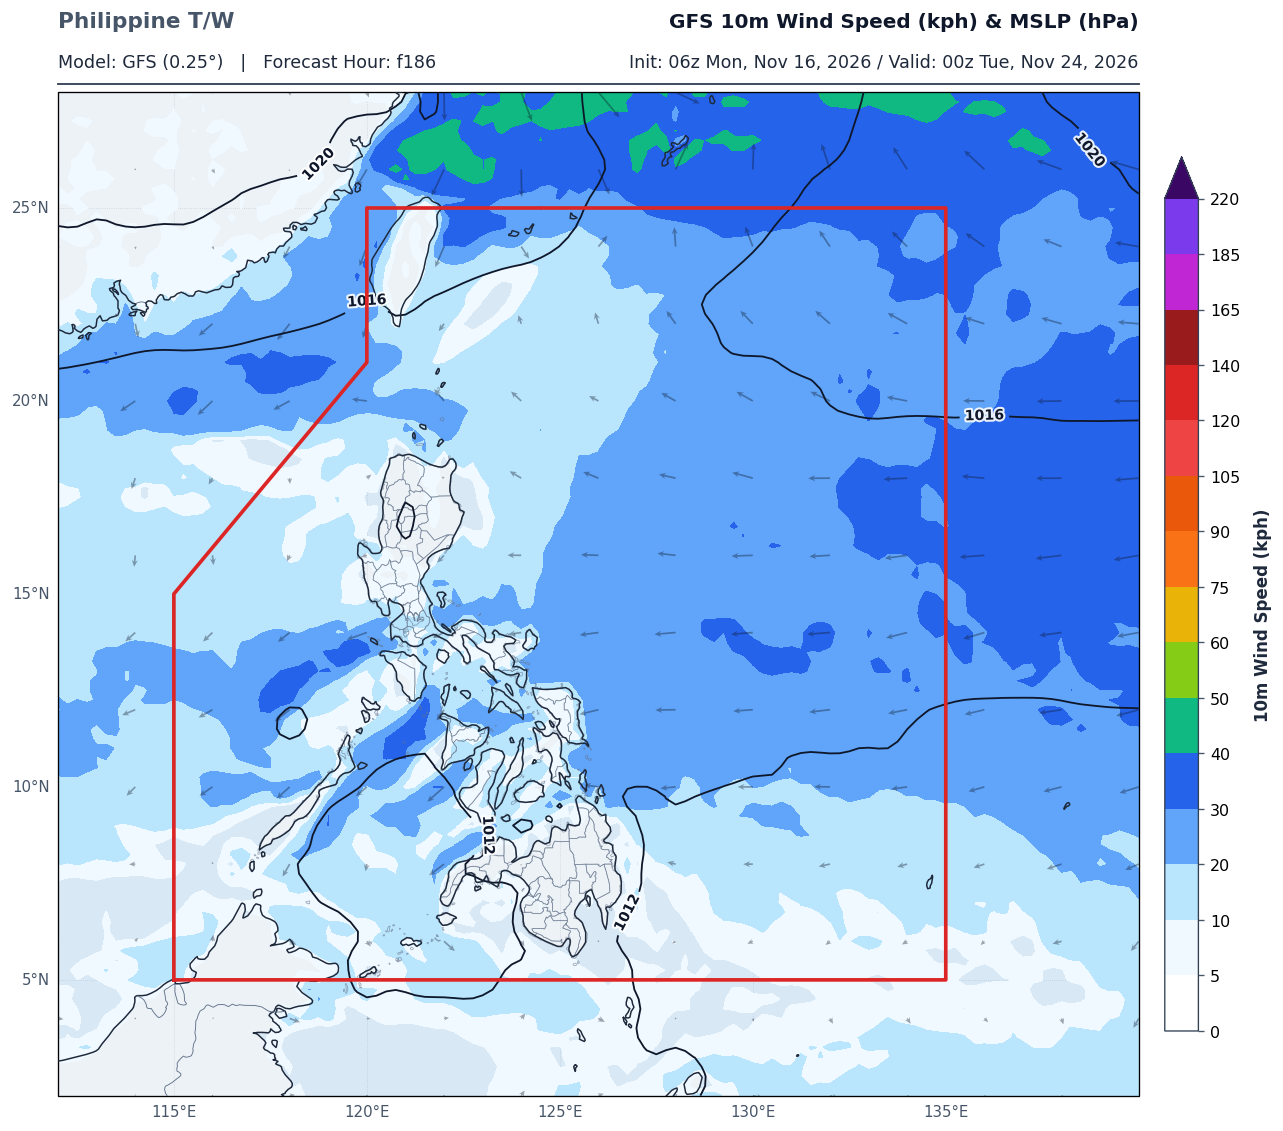 Philippine T/W
GFS 10m Wind Speed (kph) & MSLP (hPa)
Model: GFS (0.25°) | Forecast Hour: f186
Init: 06z Mon, Nov 16, 2026 / Valid: 00z Tue, Nov 24, 2026
1020
1020
1016
1016
1012
1012
25°N
20°N
15°N
10°N
5°N
115°E
120°E
125°E
130°E
135°E
220
185
165
140
120
105
90
75
60
50
40
30
20
10
5
0
10m Wind Speed (kph)